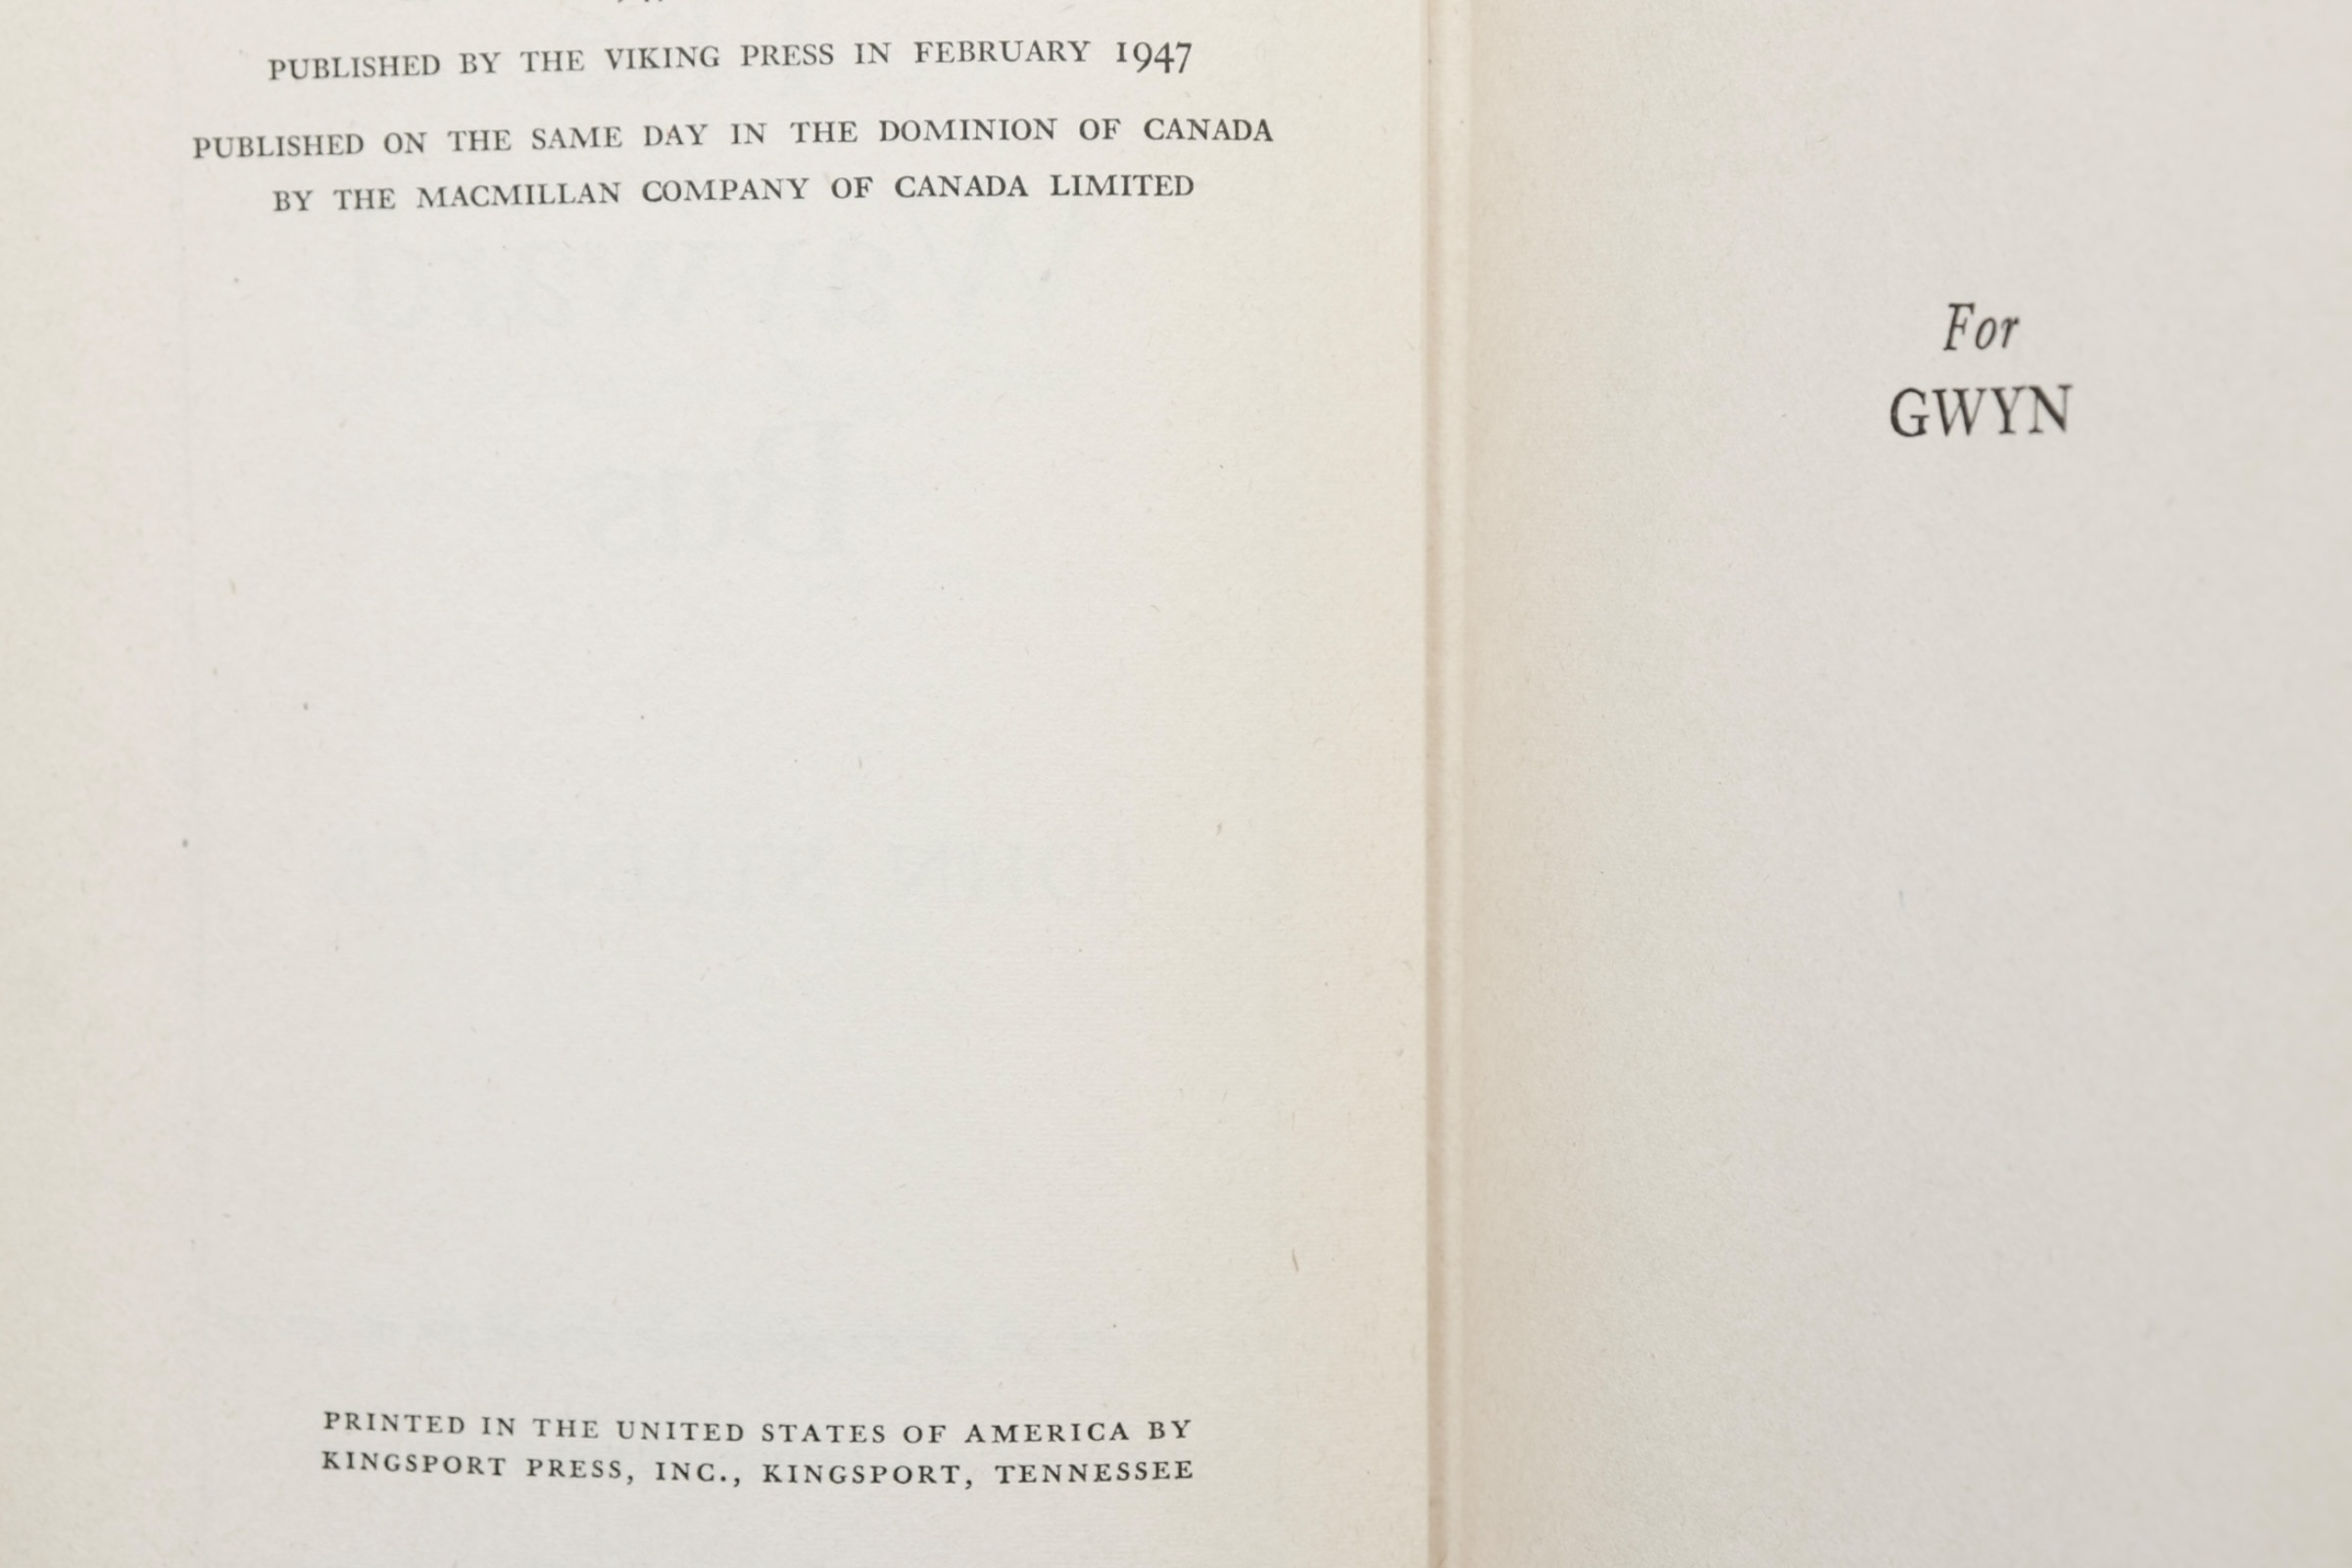 PUBLISHED BY THE VIKING PRESS IN FEBRUARY 1947
PUBLISHED ON THE SAME DAY IN THE DOMINION OF CANADA
BY THE MACMILLAN COMPANY OF CANADA LIMITED
PRINTED IN THE UNITED STATES OF AMERICA BY
KINGSPORT PRESS, INC., KINGSPORT, TENNESSEE
For
GWYN